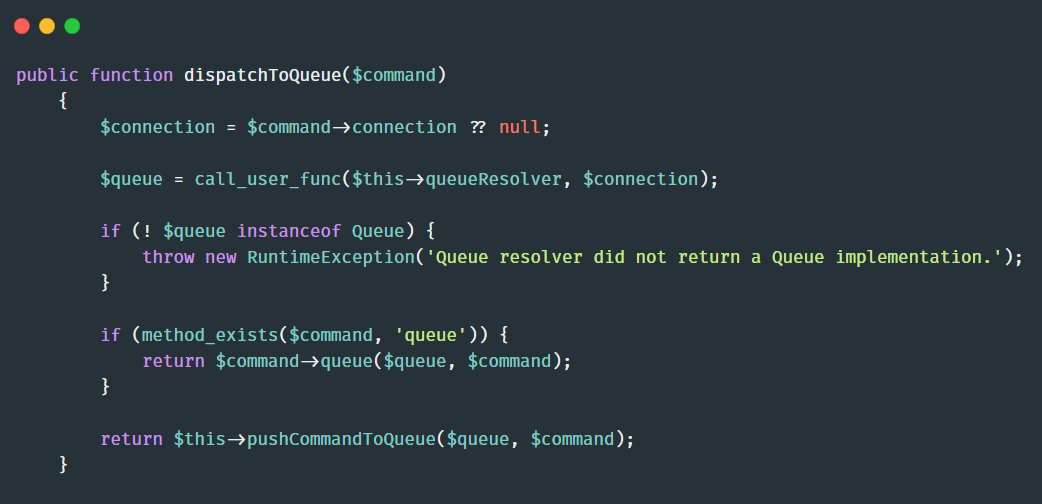 public function dispatchToQueue($command)
    {
        $connection = $command->connection ?? null;

        $queue = call_user_func($this->queueResolver, $connection);

        if (! $queue instanceof Queue) {
            throw new RuntimeException('Queue resolver did not return a Queue implementation.');
        }

        if (method_exists($command, 'queue')) {
            return $command->queue($queue, $command);
        }

        return $this->pushCommandToQueue($queue, $command);
    }